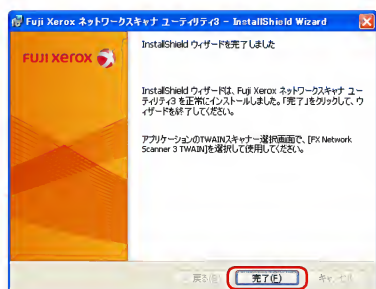 Fuji Xerox ネットワークスキャナ ユーティリティ3 - InstallShield Wizard
FUJI XEROX
InstallShield ウィザードを完了しました
InstallShield ウィザードは、Fuji Xerox ネットワークスキャナ ユー
ティリティ3 を正常にインストールしました。「完了」をクリックして、ウ
ィザードを終了してください。
アプリケーションのTWAINスキャナー選択画面で、[FX Network
Scanner 3 TWAIN]を選択して使用してください。
戻る(B) 完了(F) キャンセル